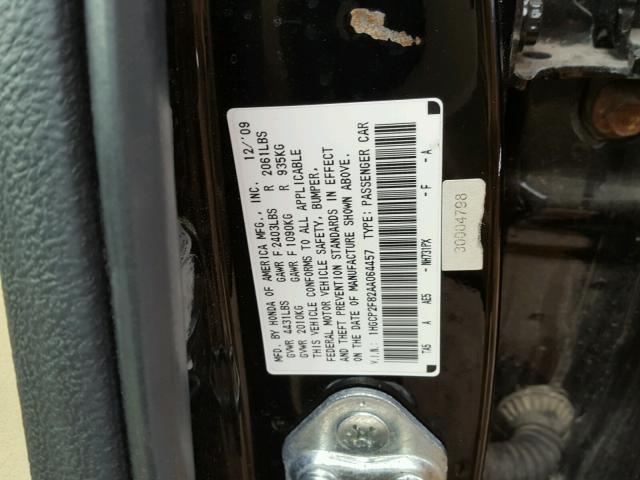 MFD. BY HONDA OF AMERICA MFG., INC. 12/'09
GVWR 4431LBS GAWR F 2403LBS R 2061LBS
GVWR 2010KG GAWR F 1090KG R 935KG
THIS VEHICLE CONFORMS TO ALL APPLICABLE
FEDERAL MOTOR VEHICLE SAFETY, BUMPER,
AND THEFT PREVENTION STANDARDS IN EFFECT
ON THE DATE OF MANUFACTURE SHOWN ABOVE.
V.I.N.: 1HGCP2F82AA064457 TYPE: PASSENGER CAR
TA5 A AES - NH731PX - F - A
30004798